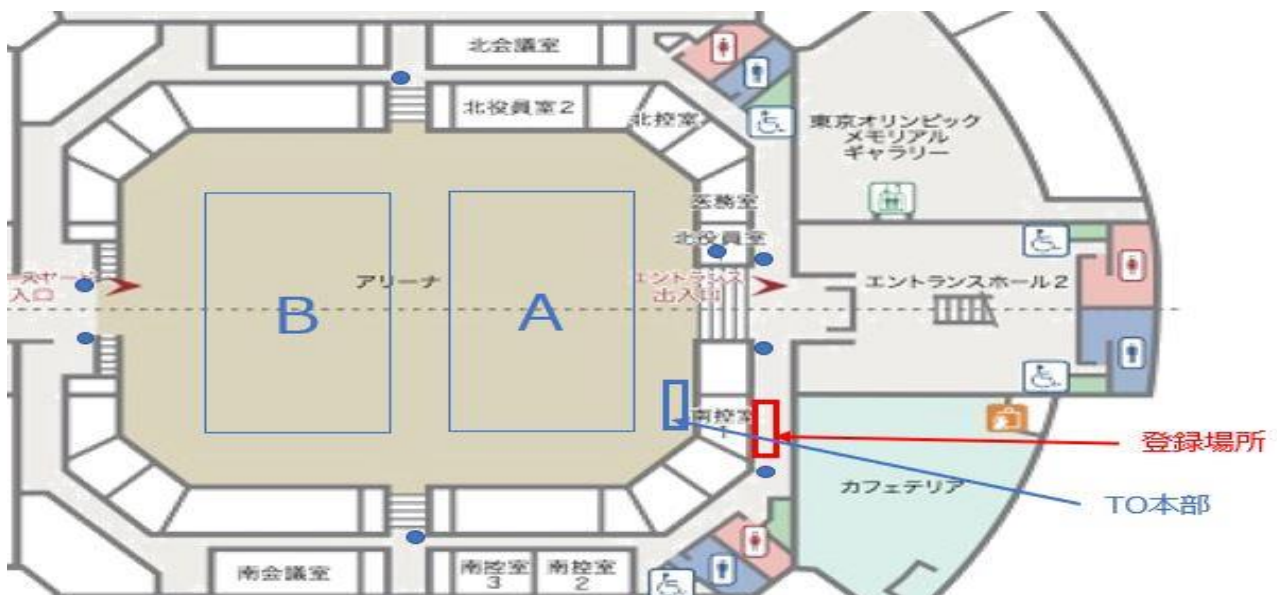 北会議室
北役員室2
北控室
東京オリンピック
メモリアル
ギャラリー
医務室
北役員室
入口
アリーナ
エントランス
出入口
エントランスホール2
B
A
南控室
1
登録場所
カフェテリア
TO本部
南会議室
南控室
3
南控室
2